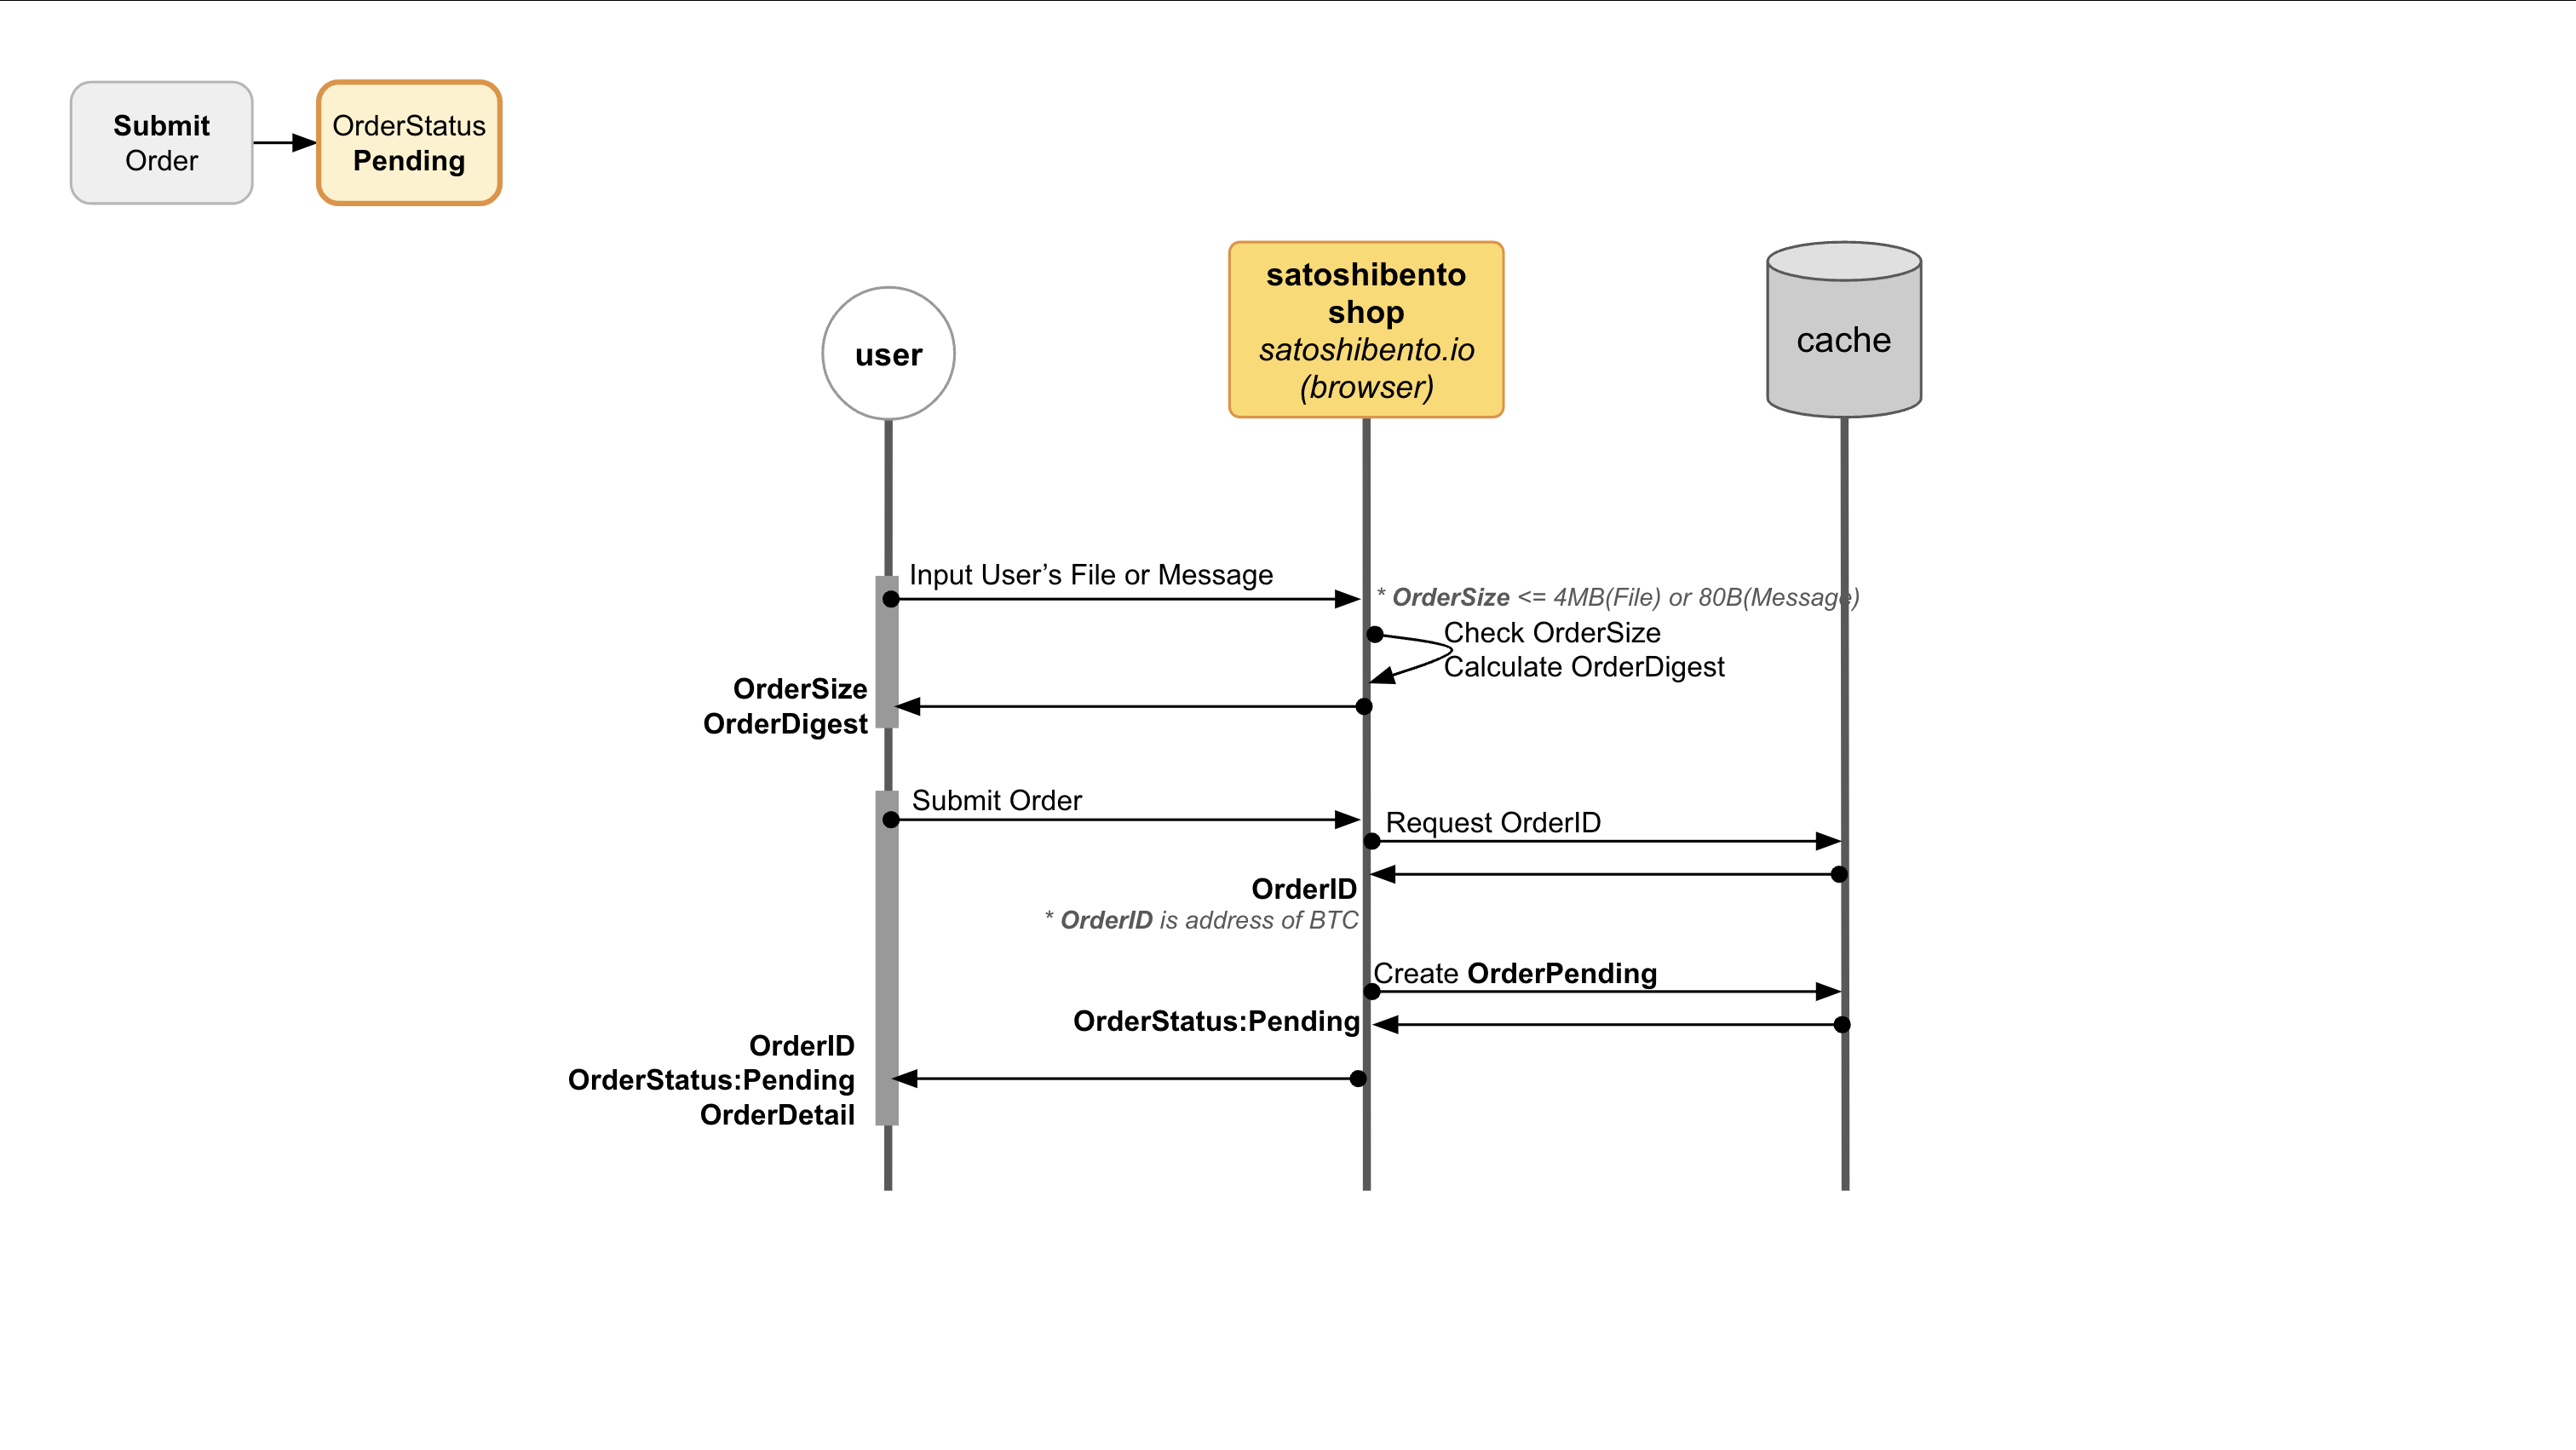 Submit
Order
OrderStatus
Pending
satoshibento
shop
satoshibento.io
(browser)
user
cache
Input User’s File or Message
* OrderSize <= 4MB(File) or 80B(Message)
Check OrderSize
Calculate OrderDigest
OrderSize
OrderDigest
Submit Order
Request OrderID
OrderID
* OrderID is address of BTC
Create OrderPending
OrderStatus:Pending
OrderID
OrderStatus:Pending
OrderDetail